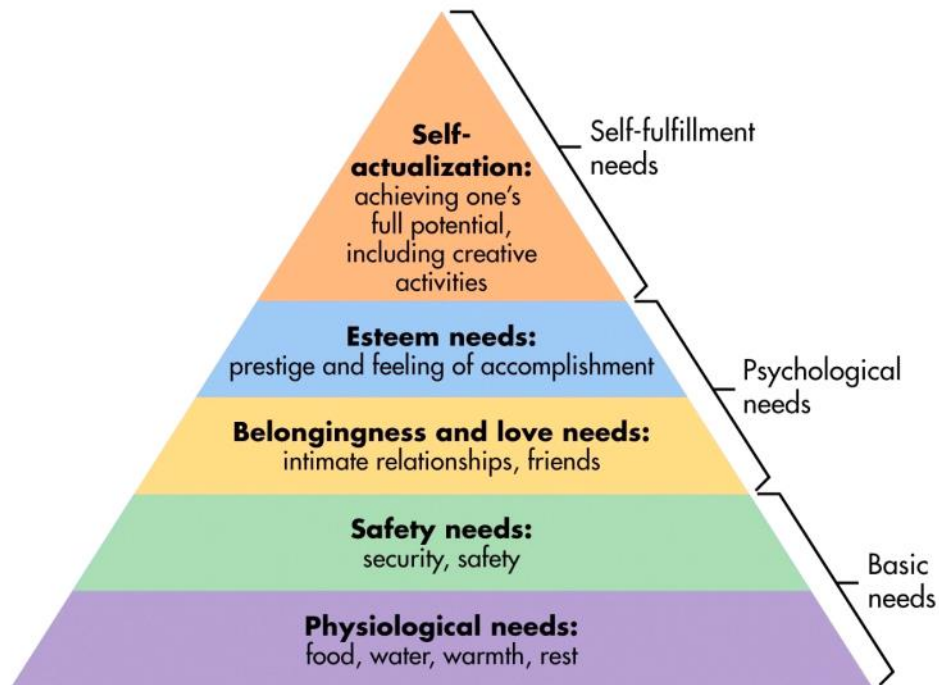 Self-
actualization:
achieving one's
full potential,
including creative
activities
Self-fulfillment
needs
Esteem needs:
prestige and feeling of accomplishment
Belongingness and love needs:
intimate relationships, friends
Psychological
needs
Safety needs:
security, safety
Physiological needs:
food, water, warmth, rest
Basic
needs